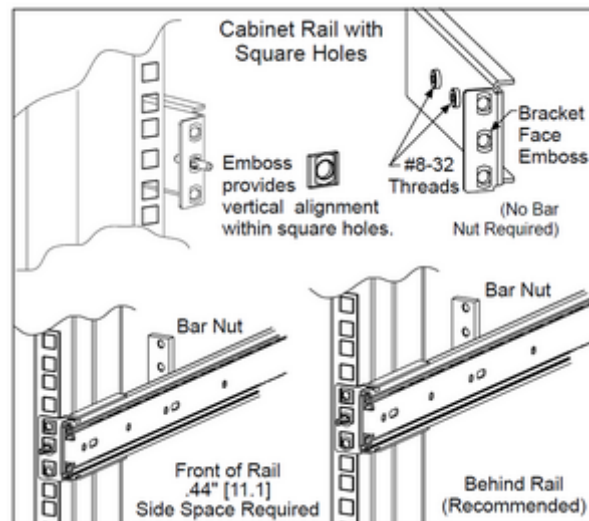 Cabinet Rail with
Square Holes
Emboss
provides
vertical alignment
within square holes.
#8-32
Threads
Bracket
Face
Emboss
(No Bar
Nut Required)
Bar Nut
Front of Rail
.44" [11.1]
Side Space Required
Bar Nut
Behind Rail
(Recommended)